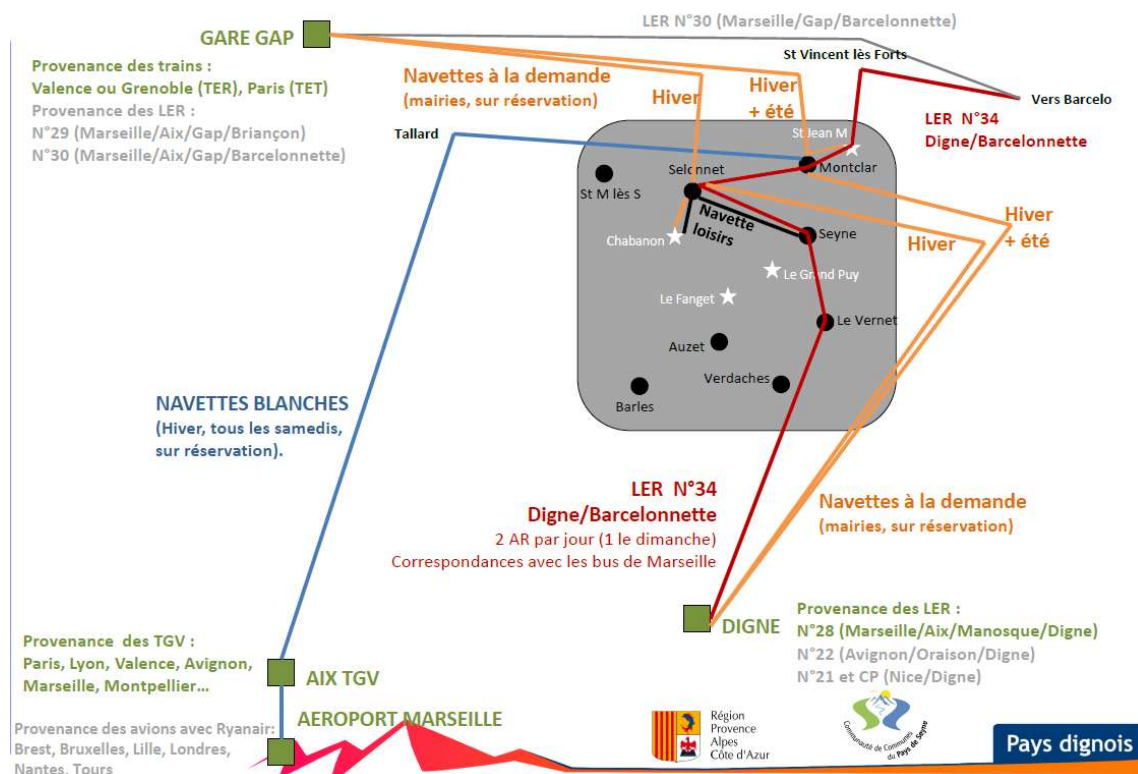 LER N°30 (Marseille/Gap/Barcelonnette)
GARE GAP
Provenance des trains :
Valence ou Grenoble (TER), Paris (TET)
Provenance des LER :
N°29 (Marseille/Aix/Gap/Briançon)
N°30 (Marseille/Aix/Gap/Barcelonnette)
Navettes à la demande
(mairies, sur réservation)
Hiver
Hiver
+ été
St Vincent lès Forts
Vers Barcelo
LER N°34
Digne/Barcelonnette
Tallard
St Jean M
Montclar
Selonnet
St M lès S
Navette
loisirs
Chabanon
Seyne
Hiver
Hiver
+ été
Le Grand Puy
Le Fanget
Le Vernet
Auzet
Verdaches
Barles
NAVETTES BLANCHES
(Hiver, tous les samedis,
sur réservation).
LER N°34
Digne/Barcelonnette
2 AR par jour (1 le dimanche)
Correspondances avec les bus de Marseille
Navettes à la demande
(mairies, sur réservation)
DIGNE
Provenance des LER :
N°28 (Marseille/Aix/Manosque/Digne)
N°22 (Avignon/Oraison/Digne)
N°21 et CP (Nice/Digne)
Provenance des TGV :
Paris, Lyon, Valence, Avignon,
Marseille, Montpellier...
AIX TGV
AEROPORT MARSEILLE
Provenance des avions avec Ryanair:
Brest, Bruxelles, Lille, Londres,
Nantes, Tours
Région
Provence
Alpes
Côte d'Azur
Communauté de Communes
du Pays de Seyne
Pays dignois